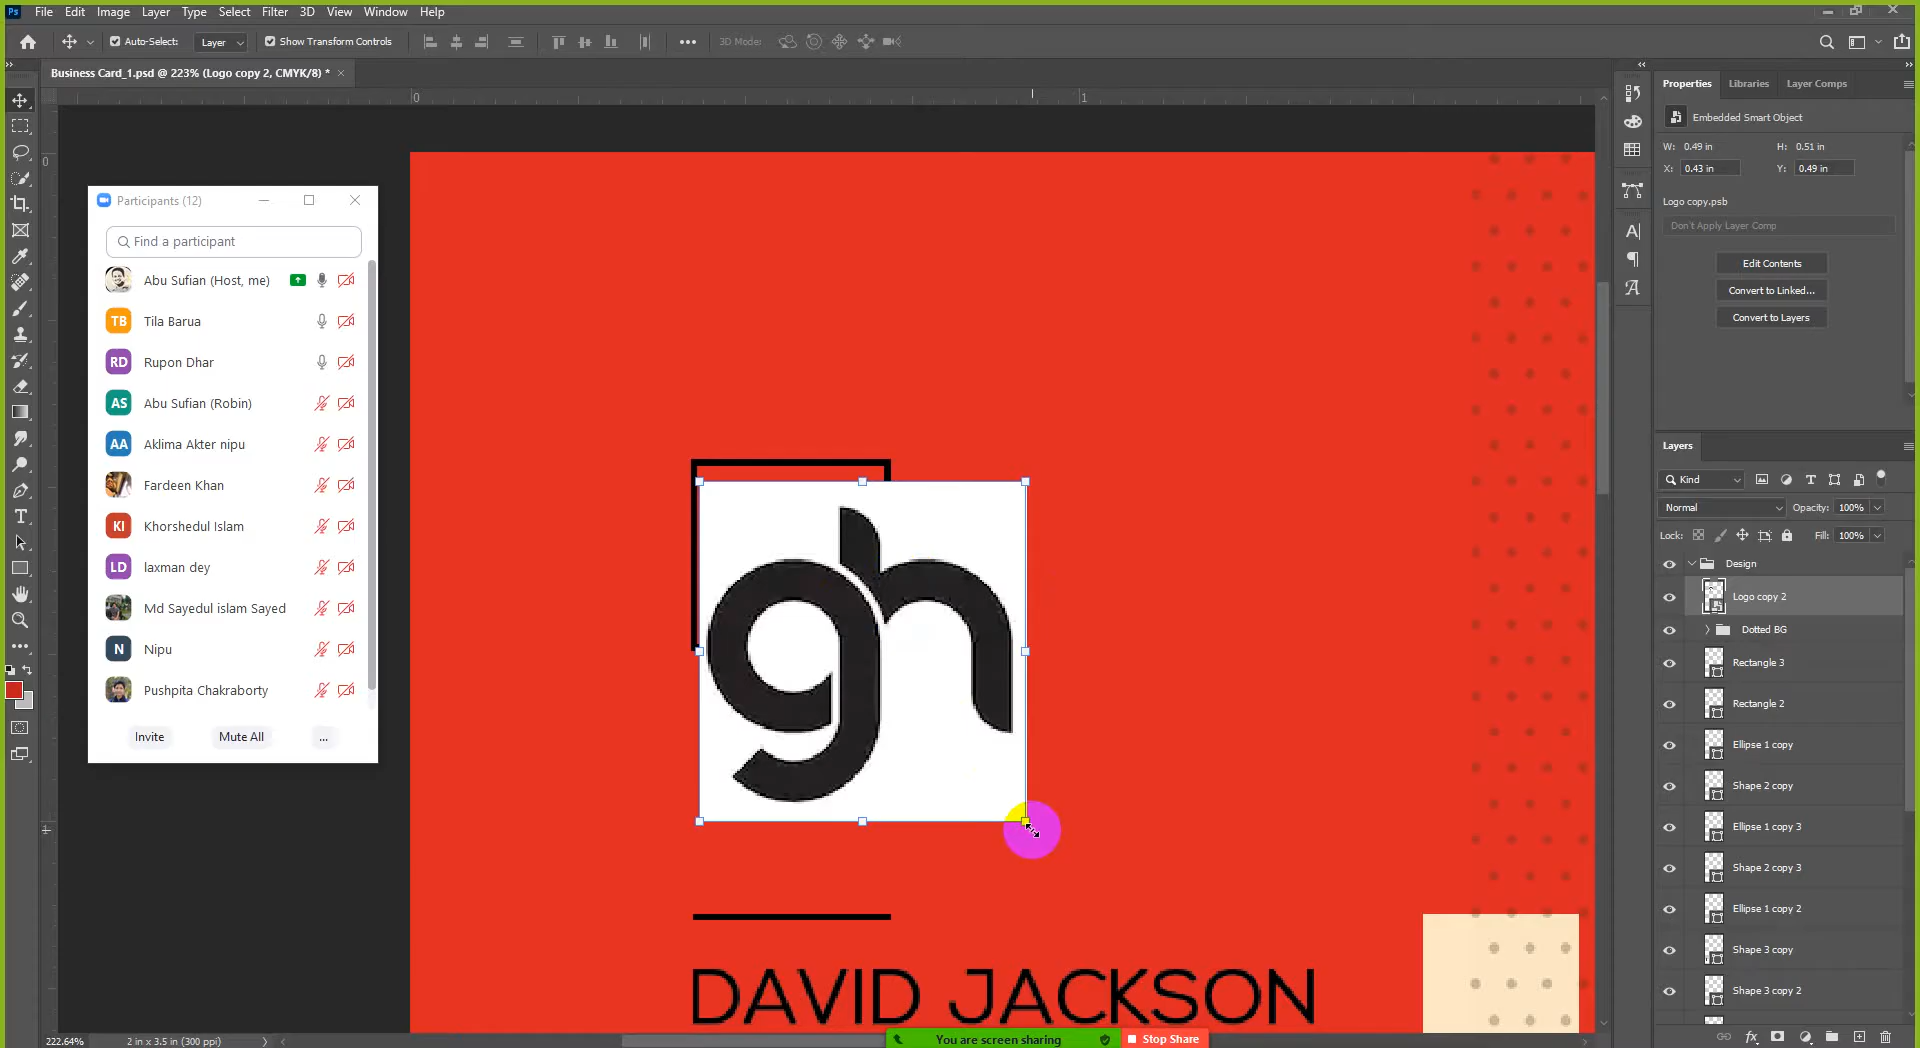 Ps File Edit Image Layer Type Select Filter 3D View Window Help
Auto-Select: Layer Show Transform Controls 3D Mode:
Business Card_1.psd @ 223% (Logo copy 2, CMYK/8) *
0 1
0
1
Participants (12)
Find a participant
Abu Sufian (Host, me)
TB Tila Barua
RD Rupon Dhar
AS Abu Sufian (Robin)
AA Aklima Akter nipu
Fardeen Khan
KI Khorshedul Islam
LD laxman dey
Md Sayedul islam Sayed
N Nipu
Pushpita Chakraborty
Invite Mute All ...
gh
DAVID JACKSON
Properties Libraries Layer Comps
Embedded Smart Object
W: 0.49 in H: 0.51 in
X: 0.43 in Y: 0.49 in
Logo copy.psb
Don't Apply Layer Comp
Edit Contents
Convert to Linked...
Convert to Layers
Layers
Kind
Normal Opacity: 100%
Lock: Fill: 100%
Design
Logo copy 2
Dotted BG
Rectangle 3
Rectangle 2
Ellipse 1 copy
Shape 2 copy
Ellipse 1 copy 3
Shape 2 copy 3
Ellipse 1 copy 2
Shape 3 copy
Shape 3 copy 2
222.64% 2 in x 3.5 in (300 ppi)
You are screen sharing Stop Share